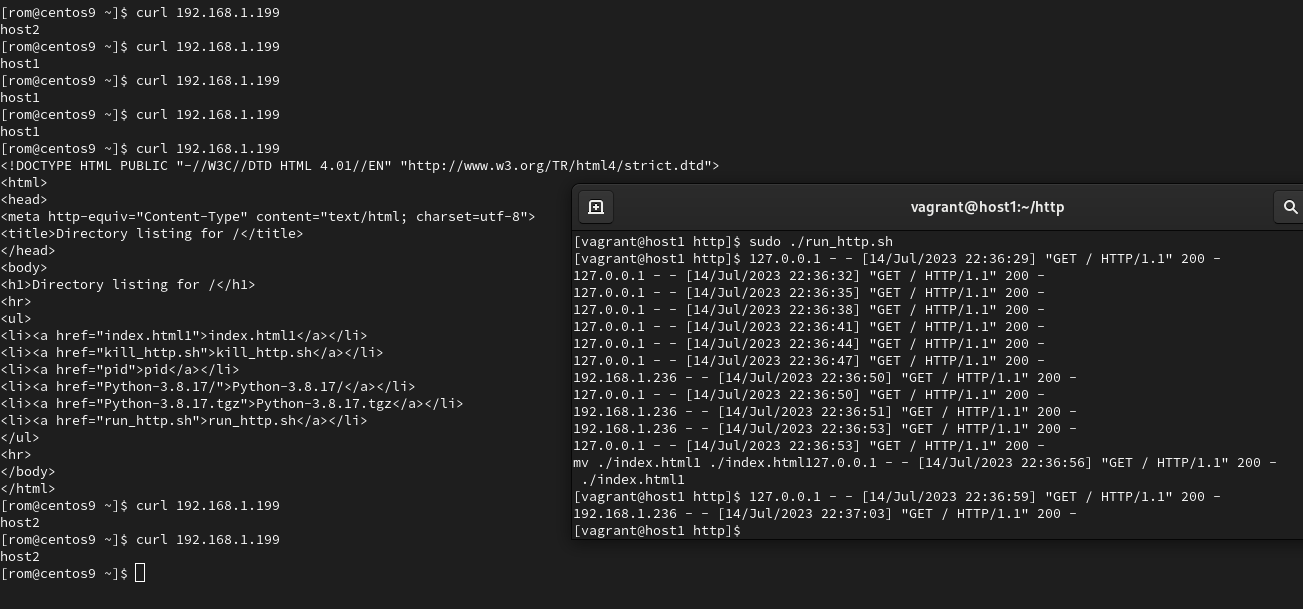 [rom@centos9 ~]$ curl 192.168.1.199
host2
[rom@centos9 ~]$ curl 192.168.1.199
host1
[rom@centos9 ~]$ curl 192.168.1.199
host1
[rom@centos9 ~]$ curl 192.168.1.199
host1
[rom@centos9 ~]$ curl 192.168.1.199
<!DOCTYPE HTML PUBLIC "-//W3C//DTD HTML 4.01//EN" "http://www.w3.org/TR/html4/strict.dtd">
<html>
<head>
<meta http-equiv="Content-Type" content="text/html; charset=utf-8">
<title>Directory listing for /</title>
</head>
<body>
<h1>Directory listing for /</h1>
<hr>
<ul>
<li><a href="index.html1">index.html1</a></li>
<li><a href="kill_http.sh">kill_http.sh</a></li>
<li><a href="pid">pid</a></li>
<li><a href="Python-3.8.17/">Python-3.8.17/</a></li>
<li><a href="Python-3.8.17.tgz">Python-3.8.17.tgz</a></li>
<li><a href="run_http.sh">run_http.sh</a></li>
</ul>
<hr>
</body>
</html>
[rom@centos9 ~]$ curl 192.168.1.199
host2
[rom@centos9 ~]$ curl 192.168.1.199
host2
[rom@centos9 ~]$
vagrant@host1:~/http
[vagrant@host1 http]$ sudo ./run_http.sh
[vagrant@host1 http]$ 127.0.0.1 - - [14/Jul/2023 22:36:29] "GET / HTTP/1.1" 200 -
127.0.0.1 - - [14/Jul/2023 22:36:32] "GET / HTTP/1.1" 200 -
127.0.0.1 - - [14/Jul/2023 22:36:35] "GET / HTTP/1.1" 200 -
127.0.0.1 - - [14/Jul/2023 22:36:38] "GET / HTTP/1.1" 200 -
127.0.0.1 - - [14/Jul/2023 22:36:41] "GET / HTTP/1.1" 200 -
127.0.0.1 - - [14/Jul/2023 22:36:44] "GET / HTTP/1.1" 200 -
127.0.0.1 - - [14/Jul/2023 22:36:47] "GET / HTTP/1.1" 200 -
192.168.1.236 - - [14/Jul/2023 22:36:50] "GET / HTTP/1.1" 200 -
127.0.0.1 - - [14/Jul/2023 22:36:50] "GET / HTTP/1.1" 200 -
192.168.1.236 - - [14/Jul/2023 22:36:51] "GET / HTTP/1.1" 200 -
192.168.1.236 - - [14/Jul/2023 22:36:53] "GET / HTTP/1.1" 200 -
127.0.0.1 - - [14/Jul/2023 22:36:53] "GET / HTTP/1.1" 200 -
mv ./index.html1 ./index.html127.0.0.1 - - [14/Jul/2023 22:36:56] "GET / HTTP/1.1" 200 -
 ./index.html1
[vagrant@host1 http]$ 127.0.0.1 - - [14/Jul/2023 22:36:59] "GET / HTTP/1.1" 200 -
192.168.1.236 - - [14/Jul/2023 22:37:03] "GET / HTTP/1.1" 200 -
[vagrant@host1 http]$